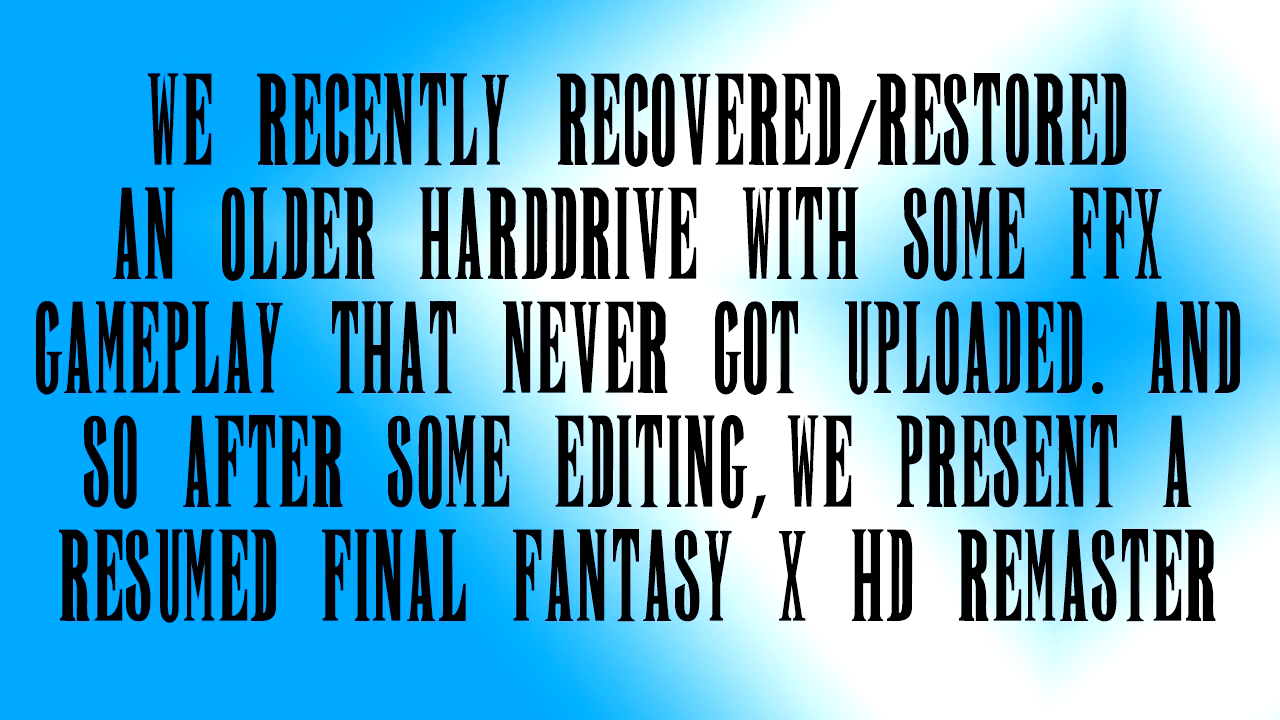 WE RECENTLY RECOVERED/RESTORED
AN OLDER HARDDRIVE WITH SOME FFX
GAMEPLAY THAT NEVER GOT UPLOADED. AND
SO AFTER SOME EDITING, WE PRESENT A
RESUMED FINAL FANTASY X HD REMASTER